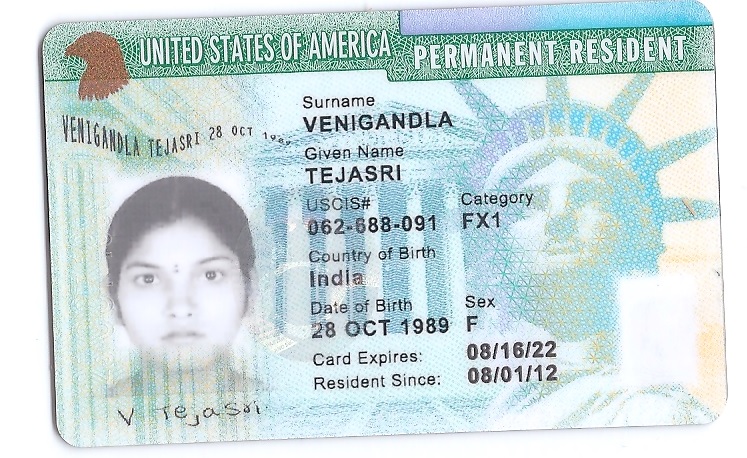 UNITED STATES OF AMERICA PERMANENT RESIDENT
VENIGANDLA TEJASRI 28 OCT 1989
Surname
VENIGANDLA
Given Name
TEJASRI
USCIS# Category
062-688-091 FX1
Country of Birth
India
Date of Birth Sex
28 OCT 1989 F
Card Expires: 08/16/22
Resident Since: 08/01/12
V Tejasri